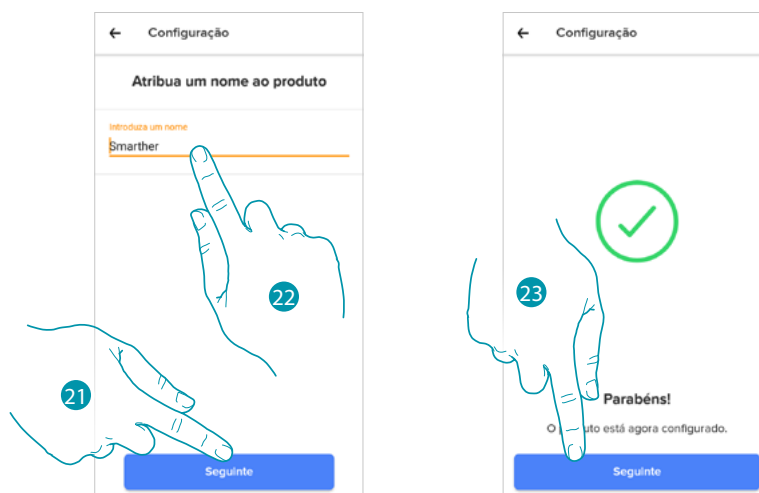 Configuração
Atribua um nome ao produto
Introduza um nome
Smarther
22
21
Seguinte
Configuração
23
Parabéns!
O está agora configurado.
Seguinte